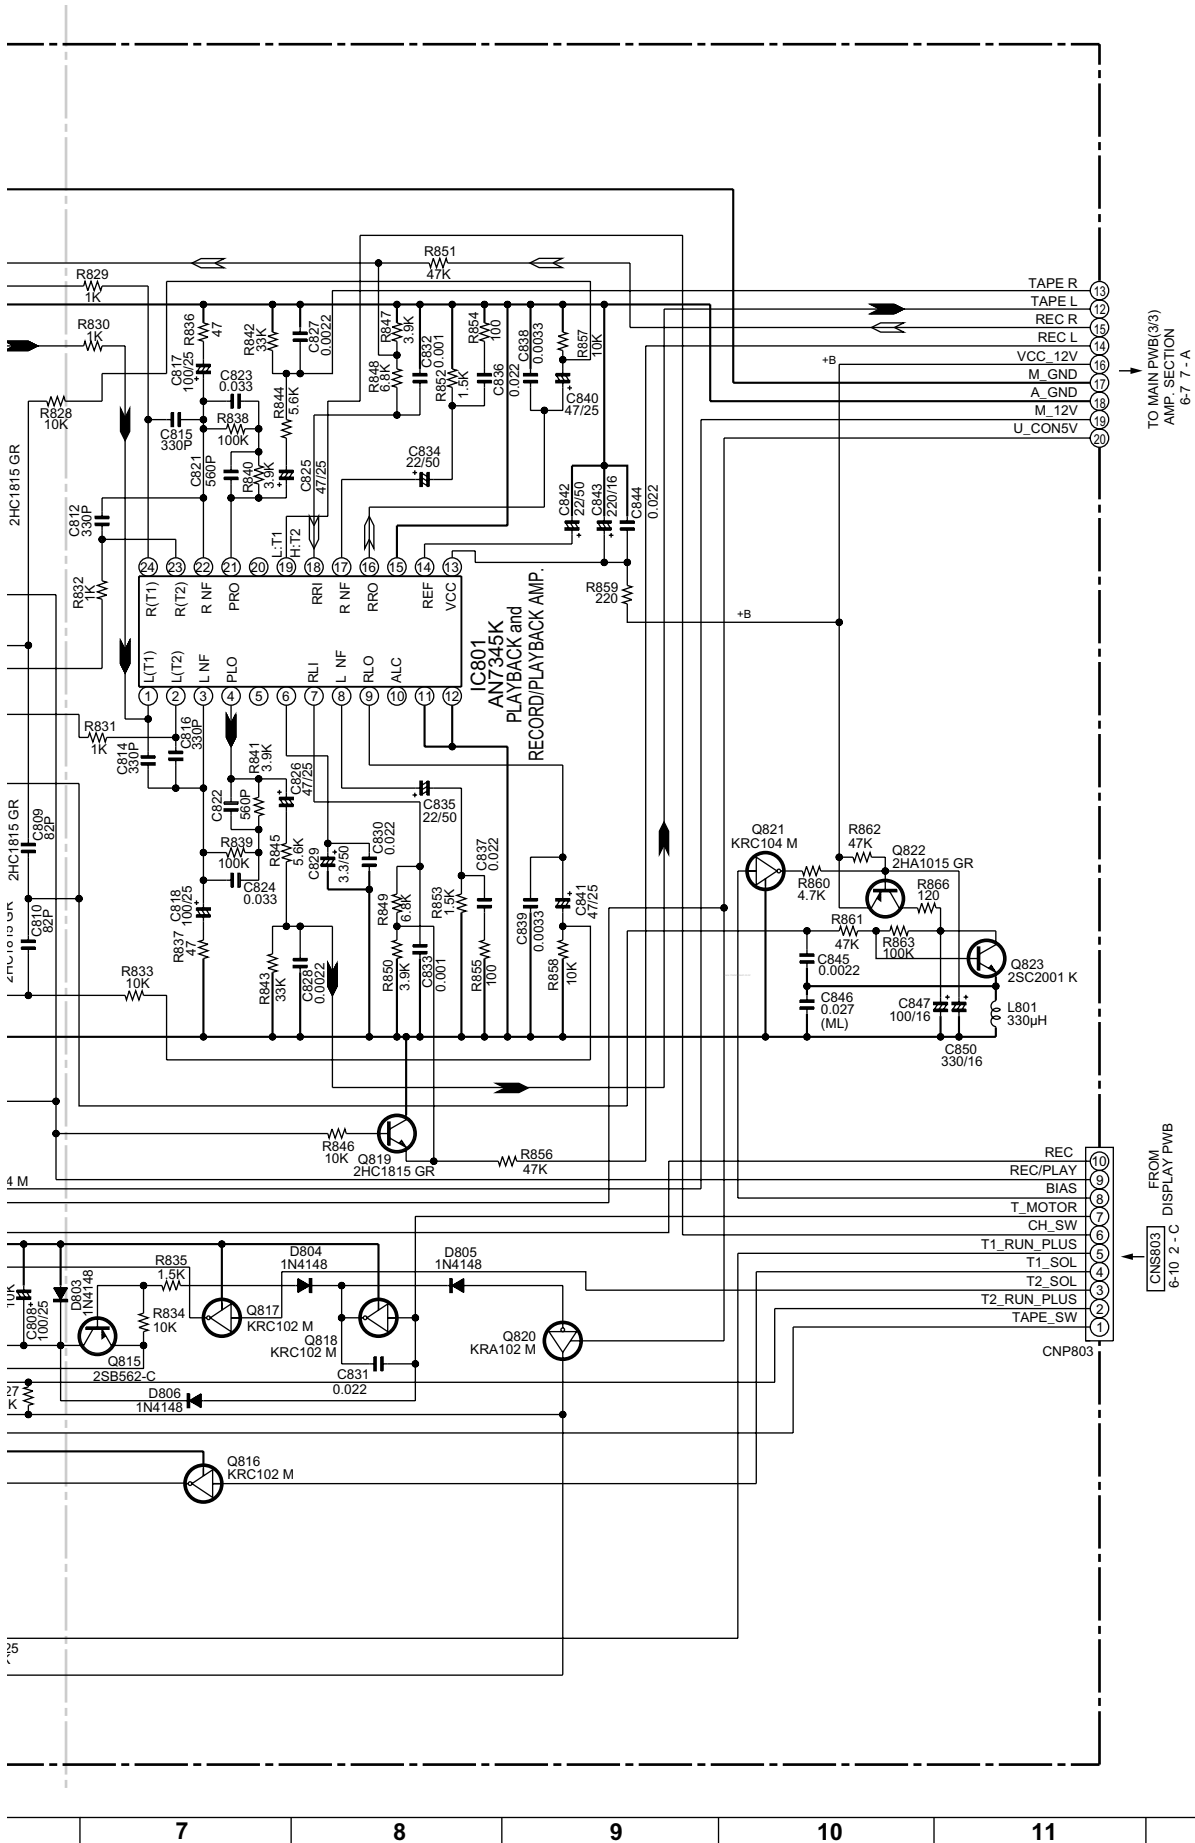 R851
47K
R829
1K
R830
1K
R836
47
R842
33K
C827
0.0022
R847
3.9K
C832
0.001
R854
100
C838
0.0033
R857
10K
C817
100/25
C823
0.033
R844
5.6K
R848
6.8K
R852
1.5K
C836
0.022
C840
47/25
R828
10K
C815
330P
R838
100K
C821
560P
R840
3.9K
C825
47/25
C834
22/50
C842
22/50
C843
220/16
C844
0.022
2HC1815 GR
C812
330P
R832
1K
L:T1
H:T2
24 23 22 21 20 19 18 17 16 15 14 13
R(T1) R(T2) R NF PRO RRI R NF RRO REF VCC
L(T1) L(T2) L NF PLO RLI L NF RLO ALC
1 2 3 4 5 6 7 8 9 10 11 12
IC801
AN7345K
PLAYBACK and
RECORD/PLAYBACK AMP.
R859
220
+B
+B
TAPE R 13
TAPE L 12
REC R 15
REC L 14
VCC_12V 16
M_GND 17
A_GND 18
M_12V 19
U_CON5V 20
TO MAIN PWB(3/3)
AMP. SECTION
6-7 7 - A
R831
1K
C814
330P
C816
330P
R841
3.9K
C826
47/25
C822
560P
R839
100K
C824
0.033
R845
5.6K
C829
3.3/50
C830
0.022
C835
22/50
C837
0.022
2HC1815 GR
C809
82P
2HC1815 GR
C810
82P
C818
100/25
R837
47
R833
10K
R843
33K
C828
0.0022
R849
6.8K
R850
3.9K
C833
0.001
R853
1.5K
R855
100
C839
0.0033
C841
47/25
R858
10K
Q821
KRC104 M
R862
47K
Q822
2HA1015 GR
R860
4.7K
R866
120
R861
47K
R863
100K
Q823
2SC2001 K
C845
0.0022
C846
0.027
(ML)
C847
100/16
C850
330/16
L801
330µH
R846
10K
Q819
2HC1815 GR
R856
47K
4 M
REC 10
REC/PLAY 9
BIAS 8
T_MOTOR 7
CH_SW 6
T1_RUN_PLUS 5
T1_SOL 4
T2_SOL 3
T2_RUN_PLUS 2
TAPE_SW 1
CNP803
FROM
DISPLAY PWB
CNS803
6-10 2 - C
10K
C808
100/25
D803
1N4148
R835
1.5K
R834
10K
Q815
2SB562-C
Q817
KRC102 M
D804
1N4148
Q818
KRC102 M
C831
0.022
D805
1N4148
Q820
KRA102 M
D806
1N4148
27
K
Q816
KRC102 M
25
7 8 9 10 11